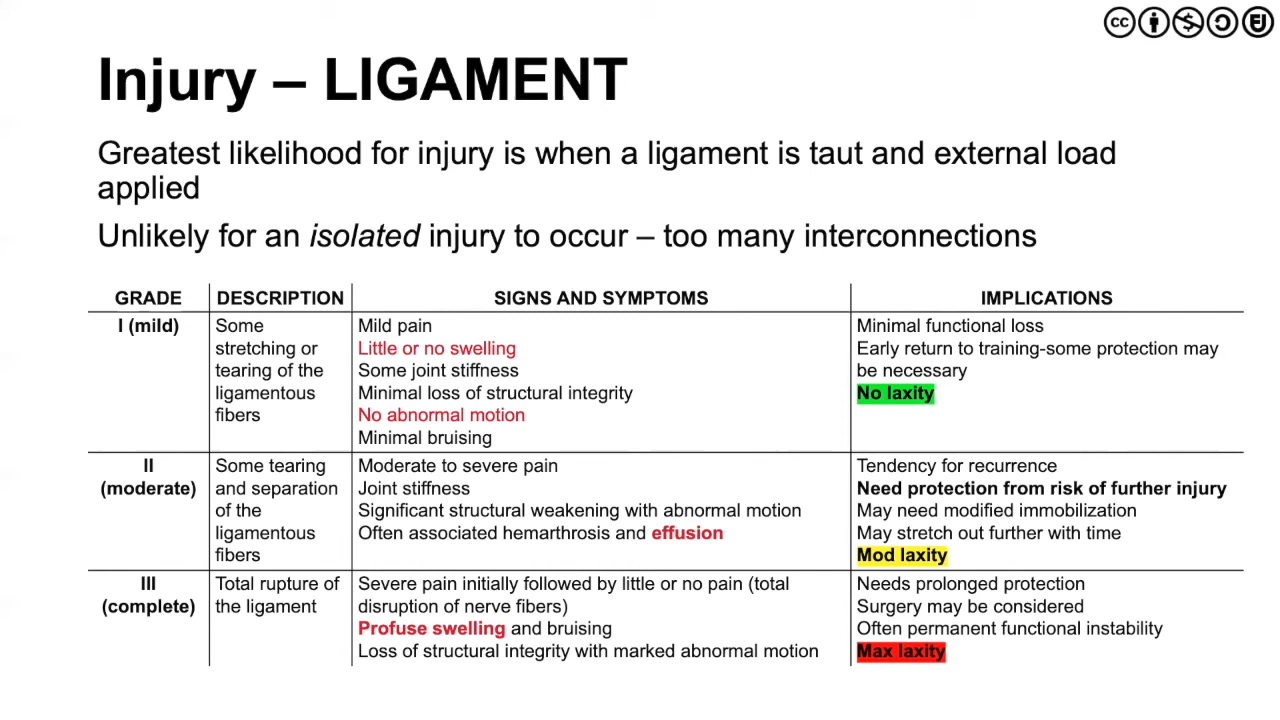 cc
Injury – LIGAMENT
Greatest likelihood for injury is when a ligament is taut and external load
applied
Unlikely for an isolated injury to occur – too many interconnections
GRADE DESCRIPTION SIGNS AND SYMPTOMS IMPLICATIONS
I (mild)
Some
stretching or
tearing of the
ligamentous
fibers
Mild pain
Little or no swelling
Some joint stiffness
Minimal loss of structural integrity
No abnormal motion
Minimal bruising
Minimal functional loss
Early return to training-some protection may
be necessary
No laxity
II
(moderate)
Some tearing
and separation
of the
ligamentous
fibers
Moderate to severe pain
Joint stiffness
Significant structural weakening with abnormal motion
Often associated hemarthrosis and effusion
Tendency for recurrence
Need protection from risk of further injury
May need modified immobilization
May stretch out further with time
Mod laxity
III
(complete)
Total rupture of
the ligament
Severe pain initially followed by little or no pain (total
disruption of nerve fibers)
Profuse swelling and bruising
Loss of structural integrity with marked abnormal motion
Needs prolonged protection
Surgery may be considered
Often permanent functional instability
Max laxity